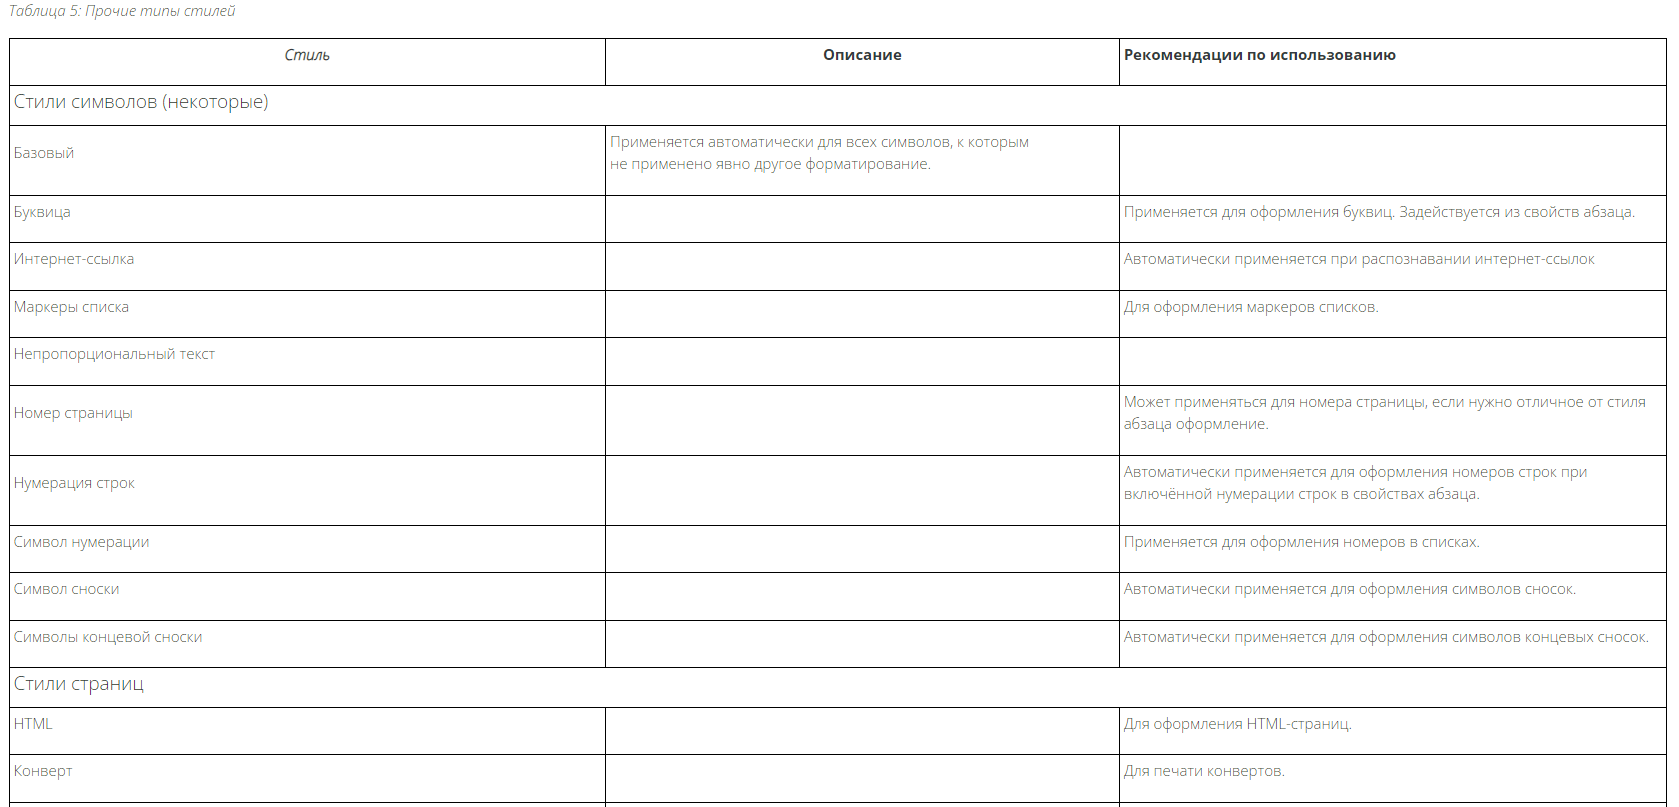 Таблица 5: Прочие типы стилей
Стиль Описание Рекомендации по использованию
Стили символов (некоторые)
Базовый
Применяется автоматически для всех символов, к которым
не применено явно другое форматирование.
Буквица Применяется для оформления буквиц. Задействуется из свойств абзаца.
Интернет-ссылка Автоматически применяется при распознавании интернет-ссылок
Маркеры списка Для оформления маркеров списков.
Непропорциональный текст
Номер страницы
Может применяться для номера страницы, если нужно отличное от стиля
абзаца оформление.
Нумерация строк
Автоматически применяется для оформления номеров строк при
включённой нумерации строк в свойствах абзаца.
Символ нумерации Применяется для оформления номеров в списках.
Символ сноски Автоматически применяется для оформления символов сносок.
Символы концевой сноски Автоматически применяется для оформления символов концевых сносок.
Стили страниц
HTML Для оформления HTML-страниц.
Конверт Для печати конвертов.